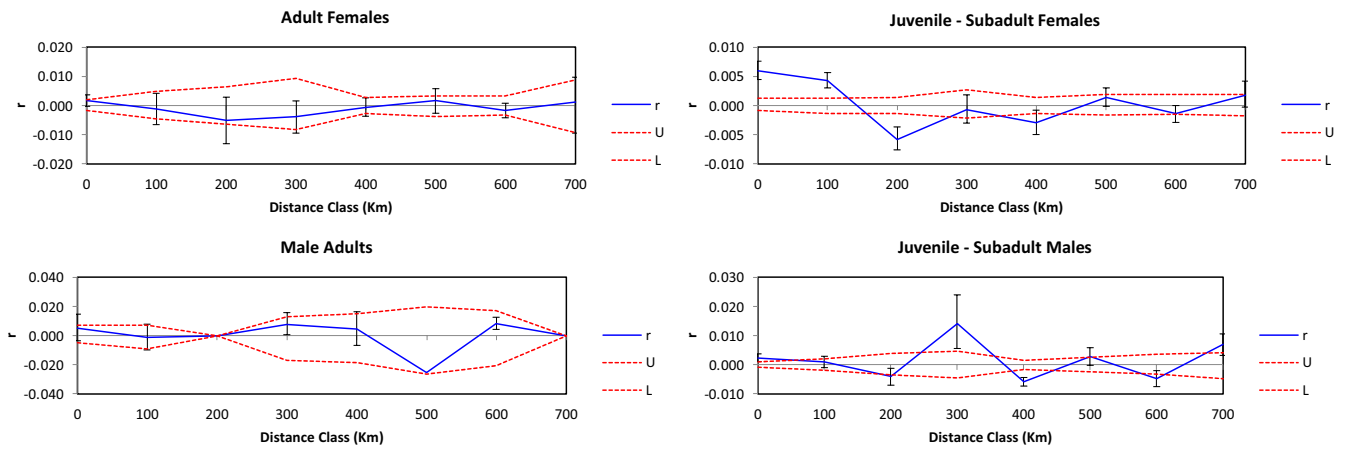 Adult Females
0.020
0.010
0.000
-0.010
-0.020
r
0 100 200 300 400 500 600 700
Distance Class (Km)
r
U
L
Juvenile - Subadult Females
0.010
0.005
0.000
-0.005
-0.010
r
0 100 200 300 400 500 600 700
Distance Class (Km)
r
U
L
Male Adults
0.040
0.020
0.000
-0.020
-0.040
r
0 100 200 300 400 500 600 700
Distance Class (Km)
r
U
L
Juvenile - Subadult Males
0.030
0.020
0.010
0.000
-0.010
r
0 100 200 300 400 500 600 700
Distance Class (Km)
r
U
L